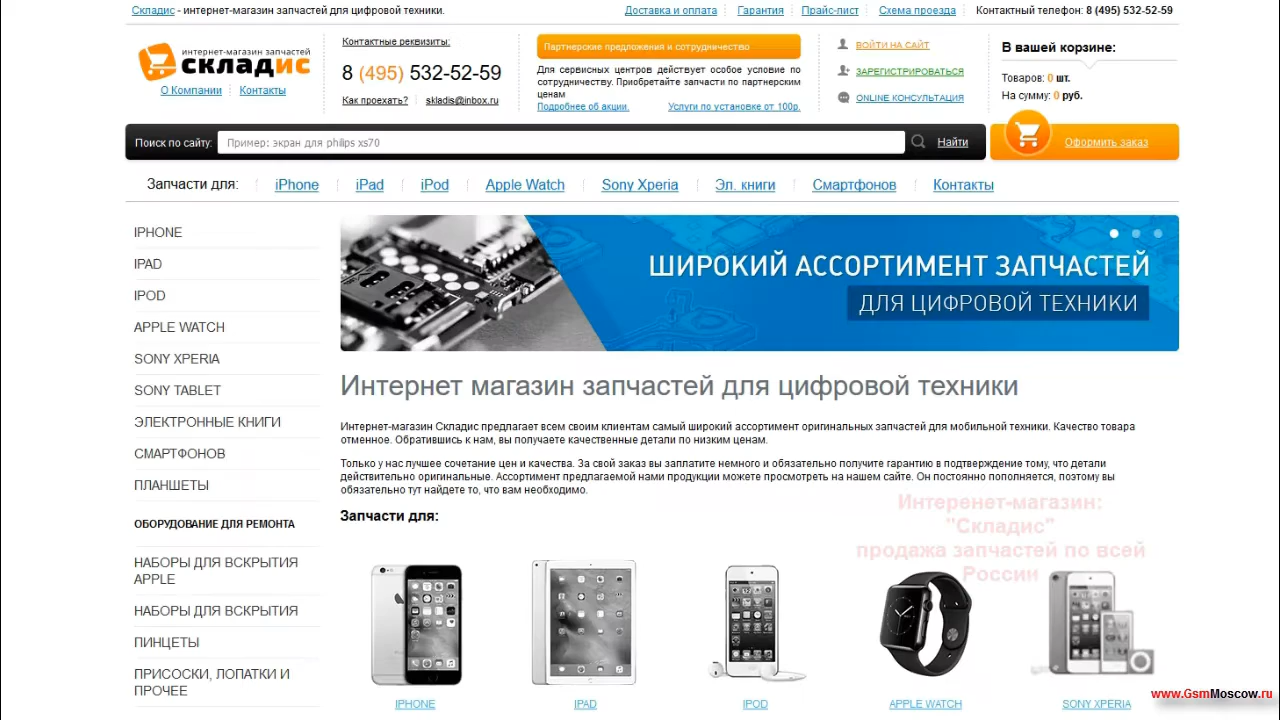 Складис - интернет-магазин запчастей для цифровой техники.
Доставка и оплата
Гарантия
Прайс-лист
Схема проезда
Контактный телефон: 8 (495) 532-52-59
интернет-магазин запчастей
складис
О Компании
Контакты
Контактные реквизиты:
8 (495) 532-52-59
Как проехать?
skladis@inbox.ru
Партнерские предложения и сотрудничество
Для сервисных центров действует особое условие по
сотрудничеству. Приобретайте запчасти по партнерским
ценам
Подробнее об акции.
Услуги по установке от 100р.
ВОЙТИ НА САЙТ
ЗАРЕГИСТРИРОВАТЬСЯ
ONLINE КОНСУЛЬТАЦИЯ
В вашей корзине:
Товаров: 0 шт.
На сумму: 0 руб.
Поиск по сайту:
Пример: экран для philips xs70
Найти
Оформить заказ
Запчасти для:
iPhone
iPad
iPod
Apple Watch
Sony Xperia
Эл. книги
Смартфонов
Контакты
IPHONE
IPAD
IPOD
APPLE WATCH
SONY XPERIA
SONY TABLET
ЭЛЕКТРОННЫЕ КНИГИ
СМАРТФОНОВ
ПЛАНШЕТЫ
ОБОРУДОВАНИЕ ДЛЯ РЕМОНТА
НАБОРЫ ДЛЯ ВСКРЫТИЯ
APPLE
НАБОРЫ ДЛЯ ВСКРЫТИЯ
ПИНЦЕТЫ
ПРИСОСКИ, ЛОПАТКИ И
ПРОЧЕЕ
ШИРОКИЙ АССОРТИМЕНТ ЗАПЧАСТЕЙ
ДЛЯ ЦИФРОВОЙ ТЕХНИКИ
Интернет магазин запчастей для цифровой техники
Интернет-магазин Складис предлагает всем своим клиентам самый широкий ассортимент оригинальных запчастей для мобильной техники. Качество товара
отменное. Обратившись к нам, вы получаете качественные детали по низким ценам.
Только у нас лучшее сочетание цен и качества. За свой заказ вы заплатите немного и обязательно получите гарантию в подтверждение тому, что детали
действительно оригинальные. Ассортимент предлагаемой нами продукции можете просмотреть на нашем сайте. Он постоянно пополняется, поэтому вы
обязательно тут найдете то, что вам необходимо.
Запчасти для:
Интеренет-магазин:
"Складис"
продажа запчастей по всей
России
IPHONE
IPAD
IPOD
APPLE WATCH
SONY XPERIA
www.GsmMoscow.ru